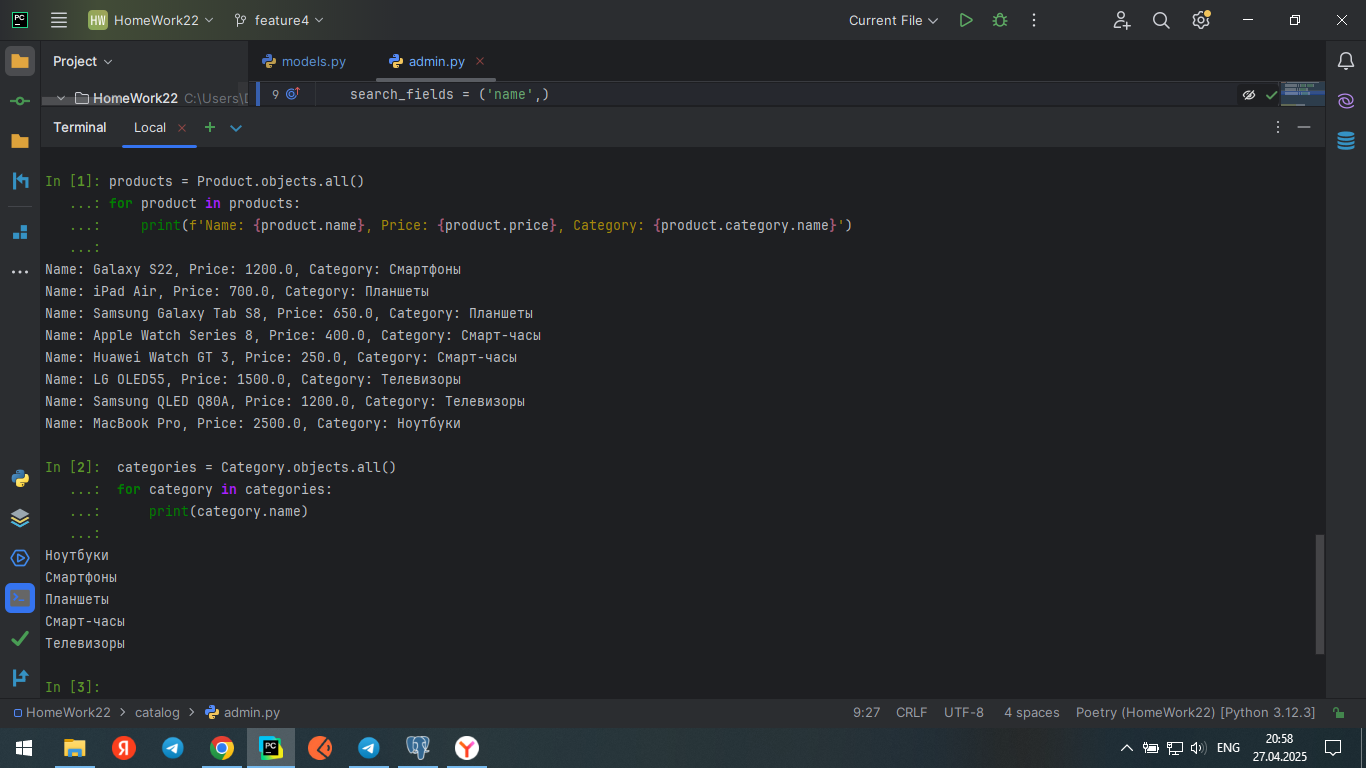 PC
HW HomeWork22
feature4
Current File
Project
models.py
admin.py
HomeWork22 C:\Users\
9 search_fields = ('name',)
Terminal
Local
In [1]: products = Product.objects.all()
...: for product in products:
...:     print(f'Name: {product.name}, Price: {product.price}, Category: {product.category.name}')
...:
Name: Galaxy S22, Price: 1200.0, Category: Смартфоны
Name: iPad Air, Price: 700.0, Category: Планшеты
Name: Samsung Galaxy Tab S8, Price: 650.0, Category: Планшеты
Name: Apple Watch Series 8, Price: 400.0, Category: Смарт-часы
Name: Huawei Watch GT 3, Price: 250.0, Category: Смарт-часы
Name: LG OLED55, Price: 1500.0, Category: Телевизоры
Name: Samsung QLED Q80A, Price: 1200.0, Category: Телевизоры
Name: MacBook Pro, Price: 2500.0, Category: Ноутбуки
In [2]:  categories = Category.objects.all()
...:  for category in categories:
...:      print(category.name)
...:
Ноутбуки
Смартфоны
Планшеты
Смарт-часы
Телевизоры
In [3]:
HomeWork22 > catalog > admin.py
9:27 CRLF UTF-8 4 spaces Poetry (HomeWork22) [Python 3.12.3]
Я
PC
Y
ENG
20:58
27.04.2025